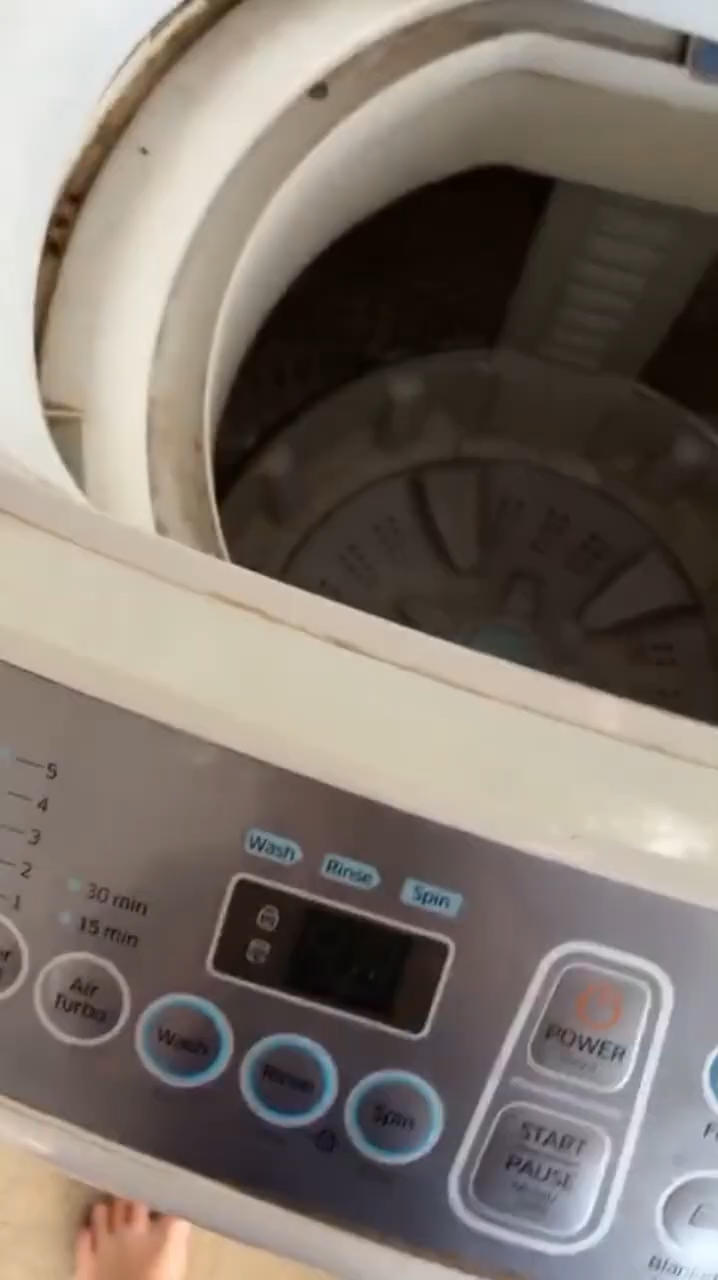 5
4
3
2
1
30 min
15 min
Wash
Rinse
Spin
Air
Turbo
Wash
Rinse
Spin
POWER
START
PAUSE